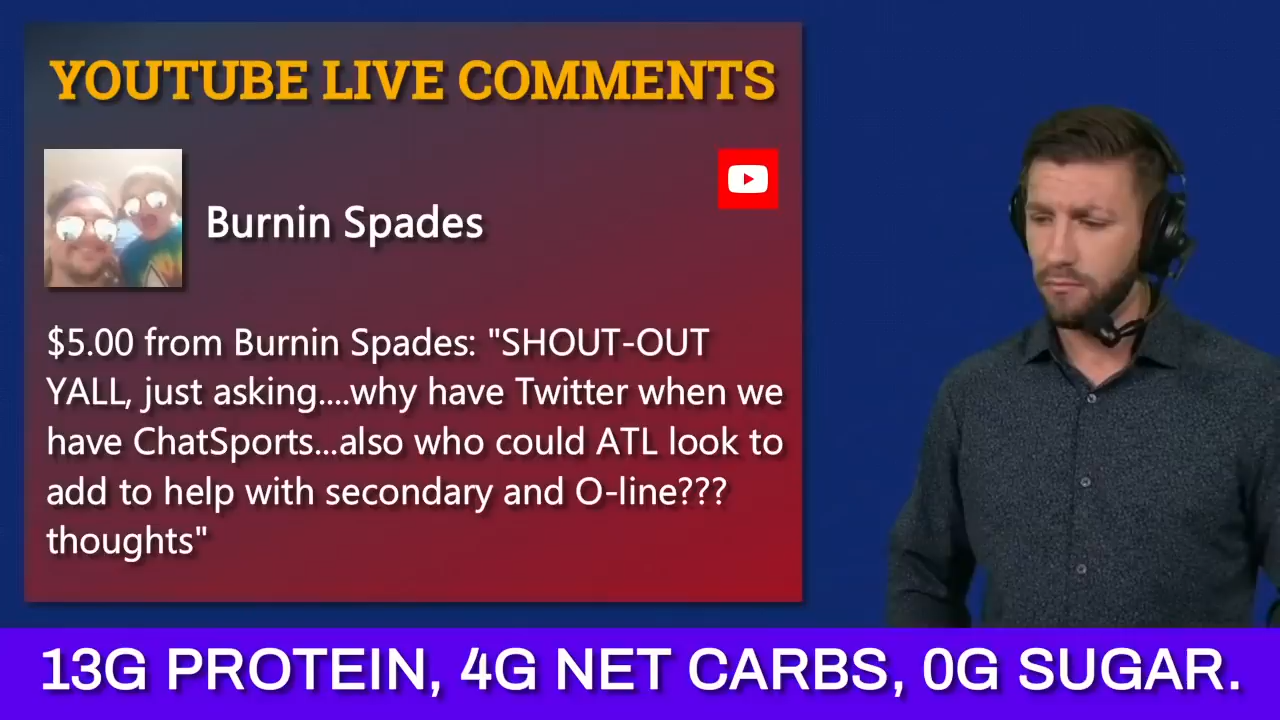 YOUTUBE LIVE COMMENTS
Burnin Spades
$5.00 from Burnin Spades: "SHOUT-OUT
YALL, just asking....why have Twitter when we
have ChatSports...also who could ATL look to
add to help with secondary and O-line???
thoughts"
13G PROTEIN, 4G NET CARBS, 0G SUGAR.